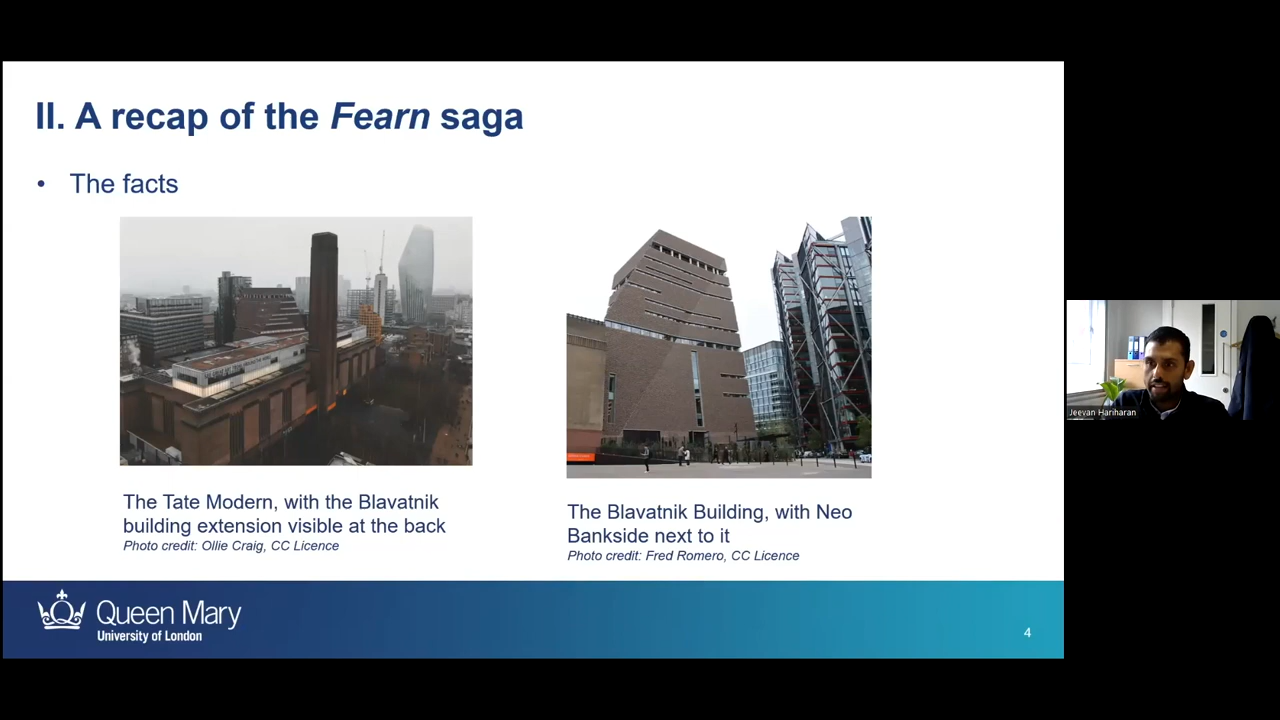 II. A recap of the Fearn saga
• The facts
The Tate Modern, with the Blavatnik
building extension visible at the back
Photo credit: Ollie Craig, CC Licence
The Blavatnik Building, with Neo
Bankside next to it
Photo credit: Fred Romero, CC Licence
Queen Mary
University of London
4
Jeevan Hariharan